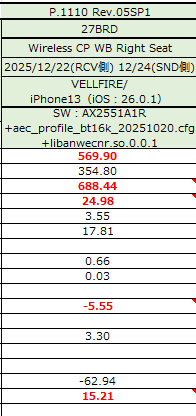 P.1110 Rev.05SP1
27BRD
Wireless CP WB Right Seat
2025/12/22(RCV側) 12/24(SND側)
VELLFIRE/
iPhone13（iOS：26.0.1）
SW：AX2551A1R
+aec_profile_bt16k_20251020.cfg
+libanwecnr.so.0.0.1
569.90
354.80
688.44
24.98
3.55
17.81
0.66
0.03
-5.55
3.30
-62.94
15.21